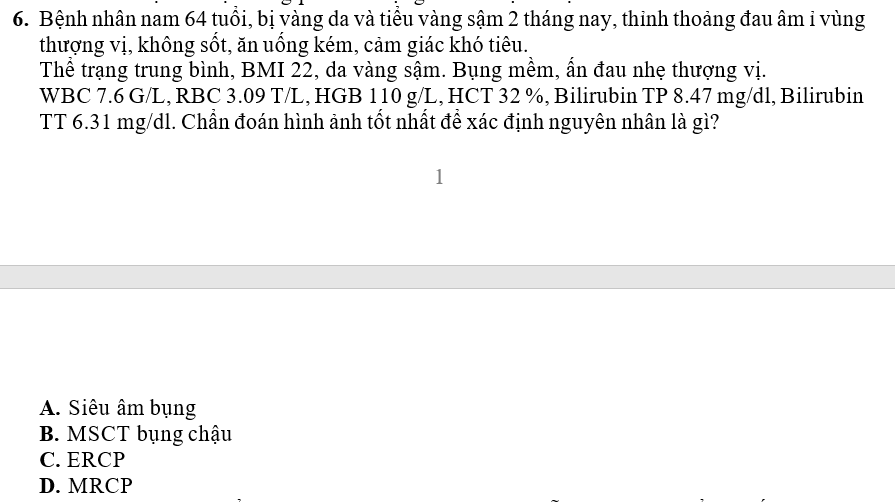 6. Bệnh nhân nam 64 tuổi, bị vàng da và tiểu vàng sậm 2 tháng nay, thỉnh thoảng đau âm ỉ vùng
thượng vị, không sốt, ăn uống kém, cảm giác khó tiêu.
Thể trạng trung bình, BMI 22, da vàng sậm. Bụng mềm, ấn đau nhẹ thượng vị.
WBC 7.6 G/L, RBC 3.09 T/L, HGB 110 g/L, HCT 32 %, Bilirubin TP 8.47 mg/dl, Bilirubin
TT 6.31 mg/dl. Chẩn đoán hình ảnh tốt nhất để xác định nguyên nhân là gì?
1
A. Siêu âm bụng
B. MSCT bụng chậu
C. ERCP
D. MRCP